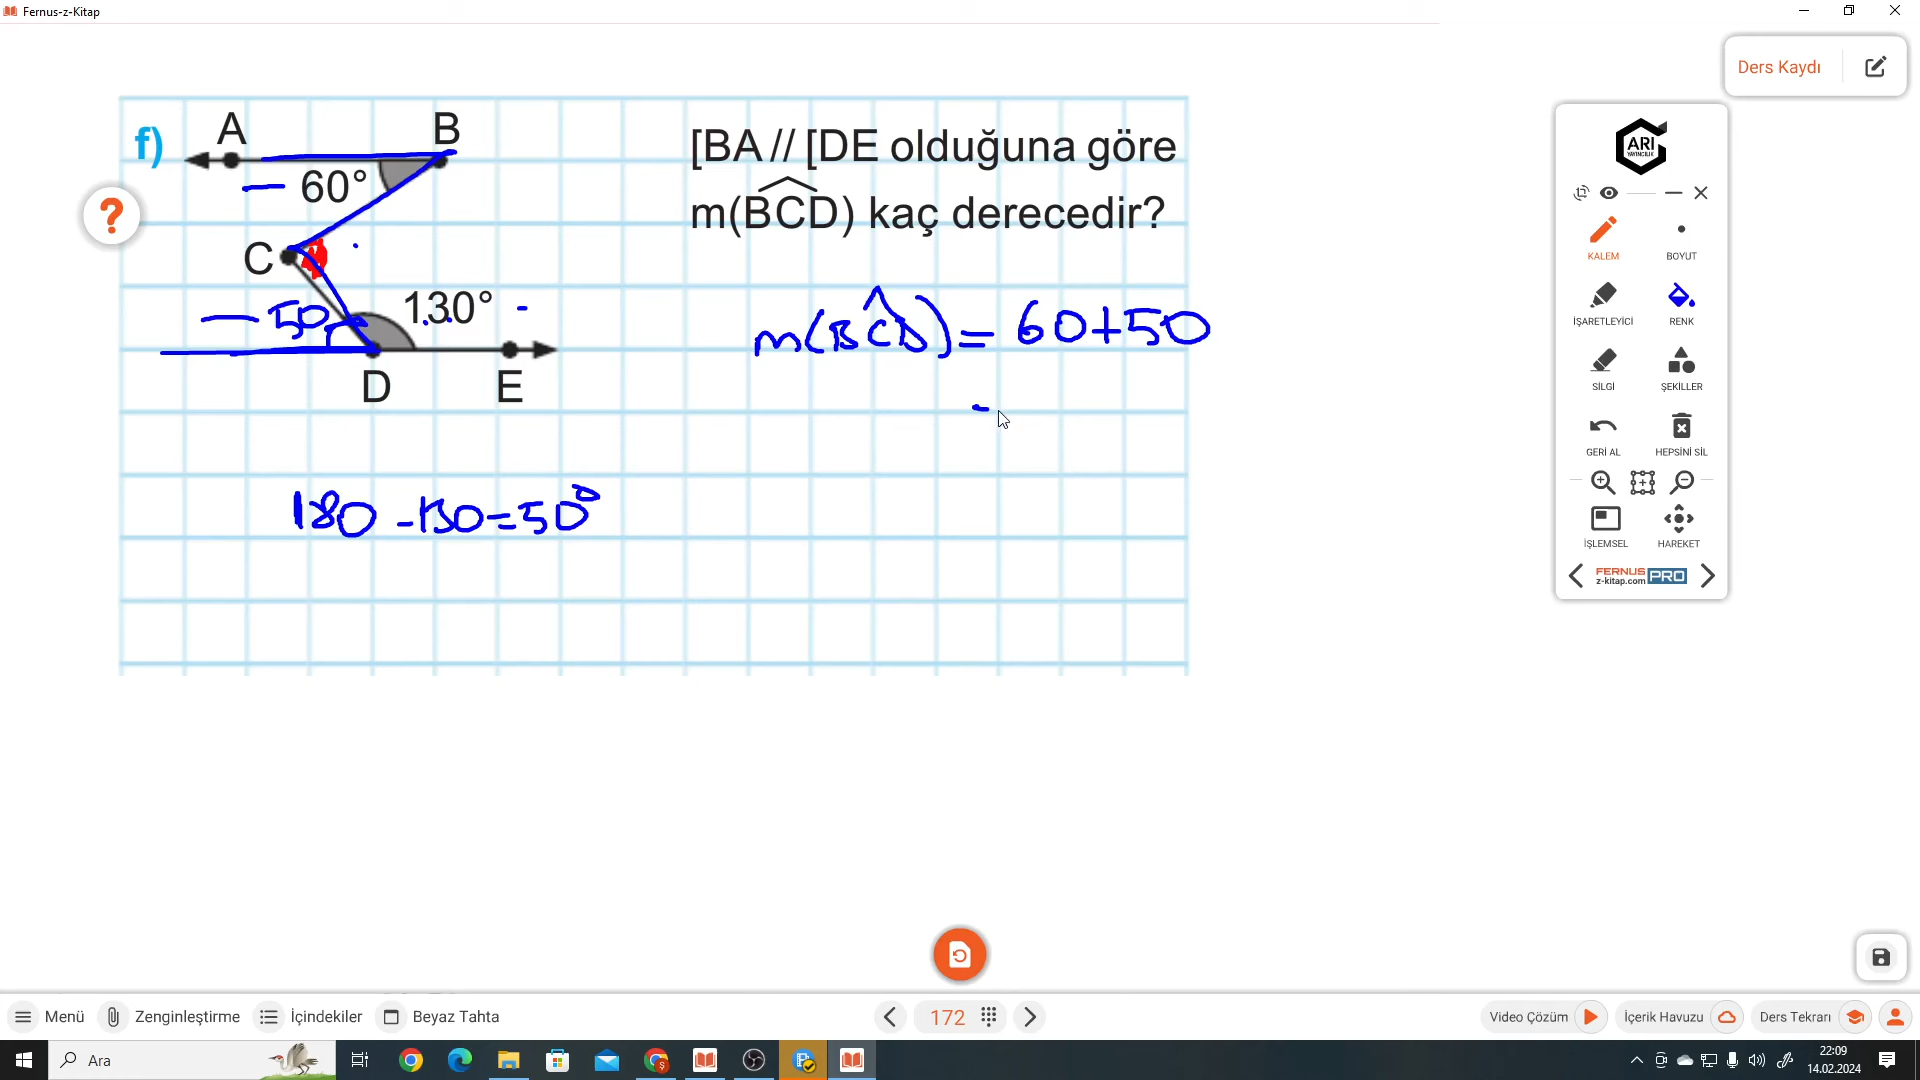 Fernus-z-Kitap
Ders Kaydı
f)
A
B
60°
C
50
130°
D
E
[BA // [DE olduğuna göre
m(BCD) kaç derecedir?
m(BCD) = 60+50
=
180 - 130 = 50°
?
ARI
YAYINCILIK
KALEM
BOYUT
İŞARETLEYİCİ
RENK
SİLGİ
ŞEKİLLER
GERİ AL
HEPSİNİ SİL
İŞLEMSEL
HAREKET
FERNUS
z-kitap.com
PRO
Menü
Zenginleştirme
İçindekiler
Beyaz Tahta
172
Video Çözüm
İçerik Havuzu
Ders Tekrarı
Ara
22:09
14.02.2024